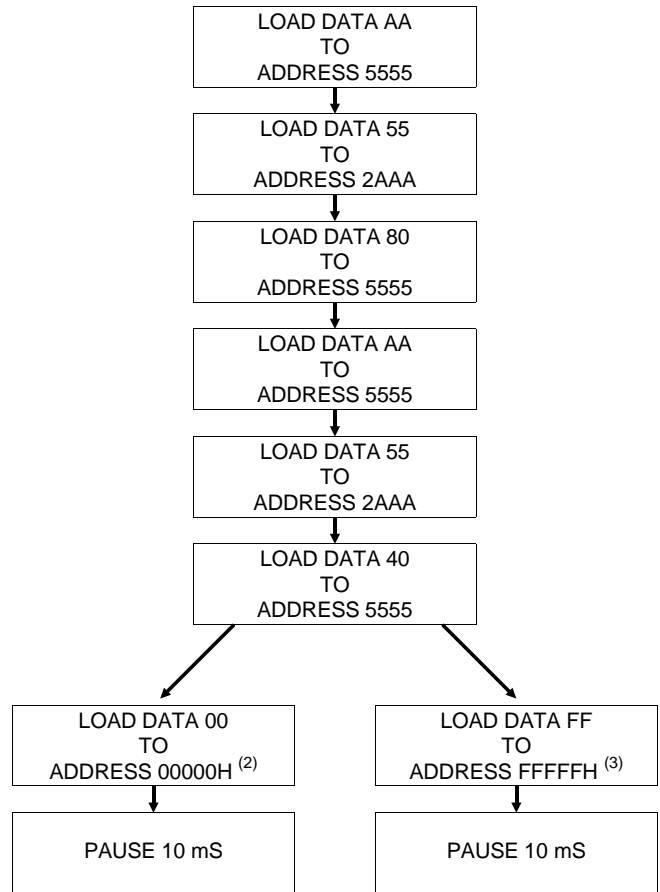 LOAD DATA AA
TO
ADDRESS 5555
LOAD DATA 55
TO
ADDRESS 2AAA
LOAD DATA 80
TO
ADDRESS 5555
LOAD DATA AA
TO
ADDRESS 5555
LOAD DATA 55
TO
ADDRESS 2AAA
LOAD DATA 40
TO
ADDRESS 5555
LOAD DATA 00
TO
ADDRESS 00000H (2)
LOAD DATA FF
TO
ADDRESS FFFFFH (3)
PAUSE 10 mS
PAUSE 10 mS